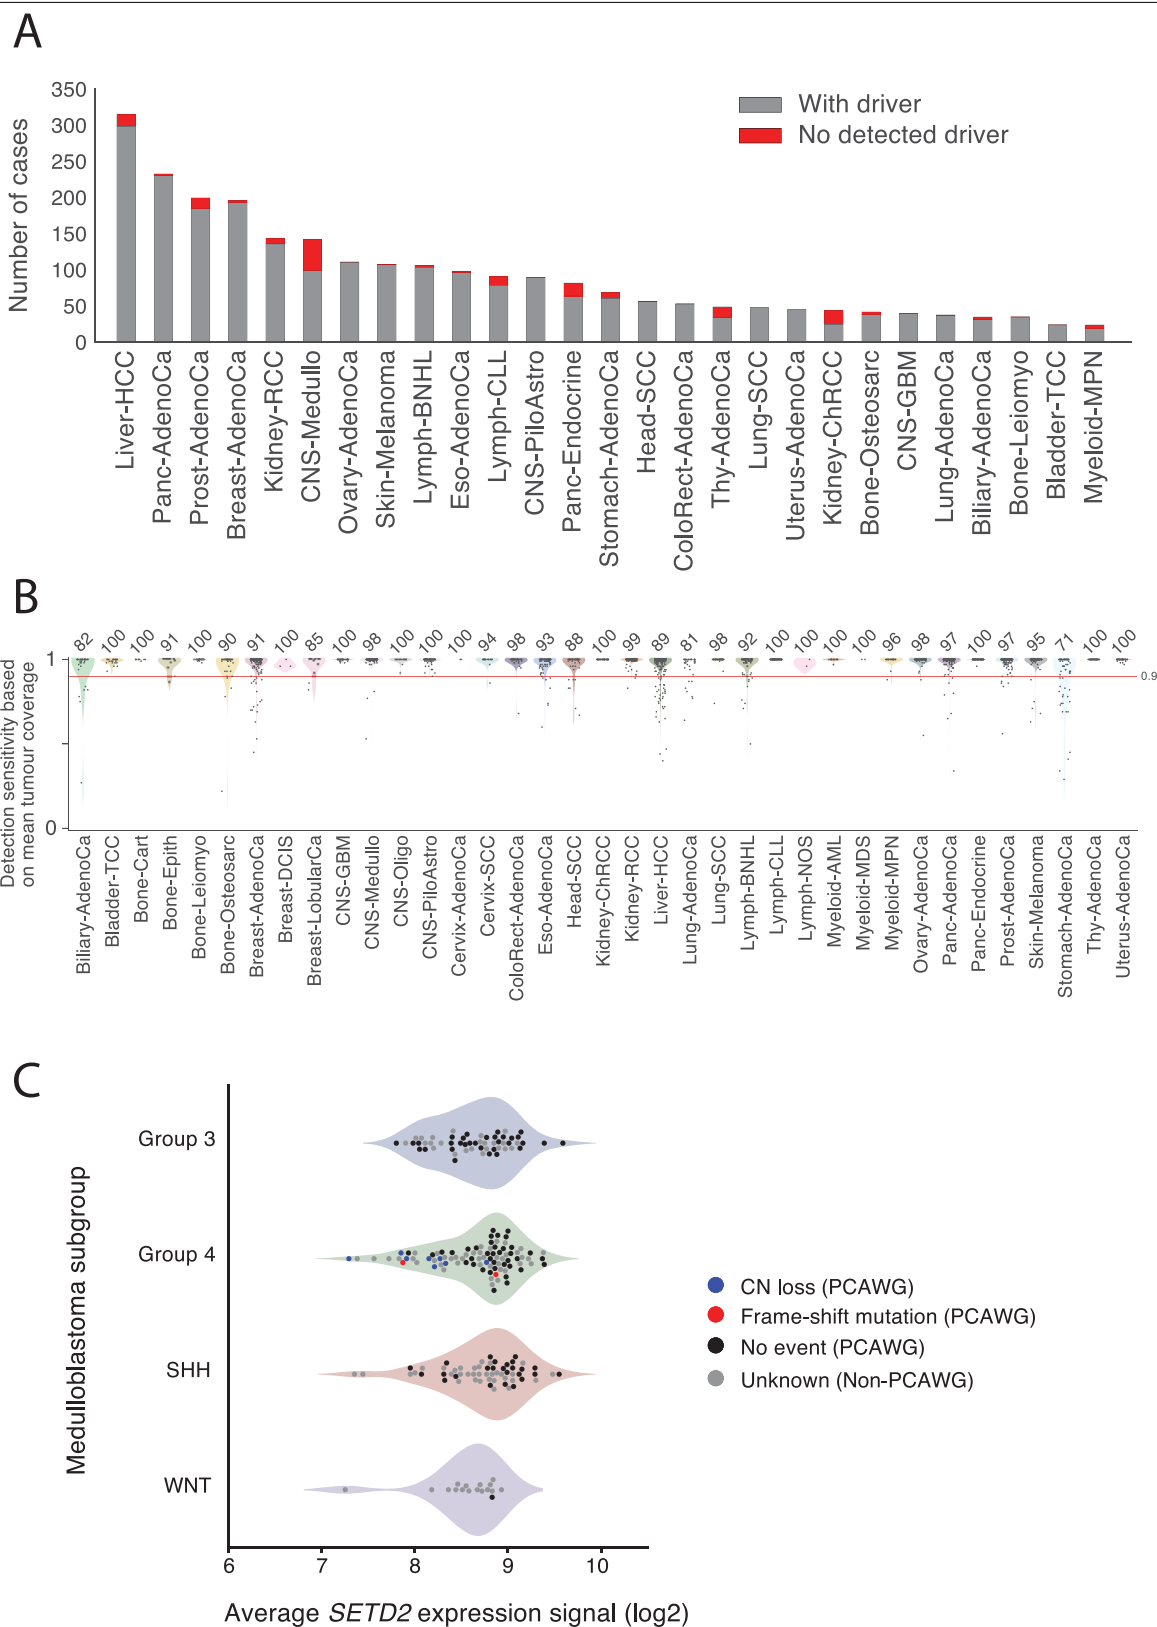 A
Number of cases
350
300
250
200
150
100
50
0
With driver
No detected driver
Liver-HCC
Panc-AdenoCa
Prost-AdenoCa
Breast-AdenoCa
Kidney-RCC
CNS-Medullo
Ovary-AdenoCa
Skin-Melanoma
Lymph-BNHL
Eso-AdenoCa
Lymph-CLL
CNS-PiloAstro
Panc-Endocrine
Stomach-AdenoCa
Head-SCC
ColoRect-AdenoCa
Thy-AdenoCa
Lung-SCC
Uterus-AdenoCa
Kidney-ChRCC
Bone-Osteosarc
CNS-GBM
Lung-AdenoCa
Biliary-AdenoCa
Bone-Leiomyo
Bladder-TCC
Myeloid-MPN
B
Detection sensitivity based
on mean tumour coverage
1
0
82
100
100
91
100
90
91
100
85
100
98
100
100
100
94
98
93
88
100
99
89
81
98
92
100
100
100
100
96
98
97
100
97
95
71
100
100
0.9
Biliary-AdenoCa
Bladder-TCC
Bone-Cart
Bone-Epith
Bone-Leiomyo
Bone-Osteosarc
Breast-AdenoCa
Breast-DCIS
Breast-LobularCa
CNS-GBM
CNS-Medullo
CNS-Oligo
CNS-PiloAstro
Cervix-AdenoCa
Cervix-SCC
ColoRect-AdenoCa
Eso-AdenoCa
Head-SCC
Kidney-ChRCC
Kidney-RCC
Liver-HCC
Lung-AdenoCa
Lung-SCC
Lymph-BNHL
Lymph-CLL
Lymph-NOS
Myeloid-AML
Myeloid-MDS
Myeloid-MPN
Ovary-AdenoCa
Panc-AdenoCa
Panc-Endocrine
Prost-AdenoCa
Skin-Melanoma
Stomach-AdenoCa
Thy-AdenoCa
Uterus-AdenoCa
C
Medulloblastoma subgroup
Group 3
Group 4
SHH
WNT
CN loss (PCAWG)
Frame-shift mutation (PCAWG)
No event (PCAWG)
Unknown (Non-PCAWG)
6
7
8
9
10
Average SETD2 expression signal (log2)